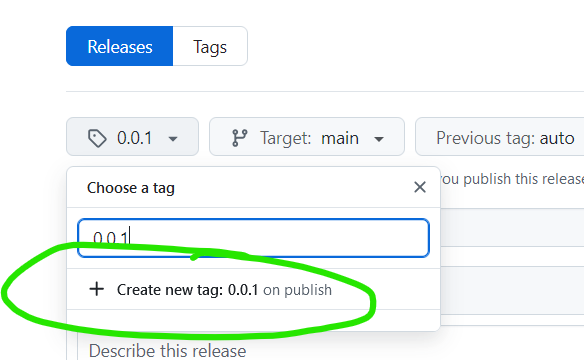 Releases Tags
0.0.1 Target: main Previous tag: auto
Choose a tag
you publish this release
0.0.1
Create new tag: 0.0.1 on publish
Describe this release